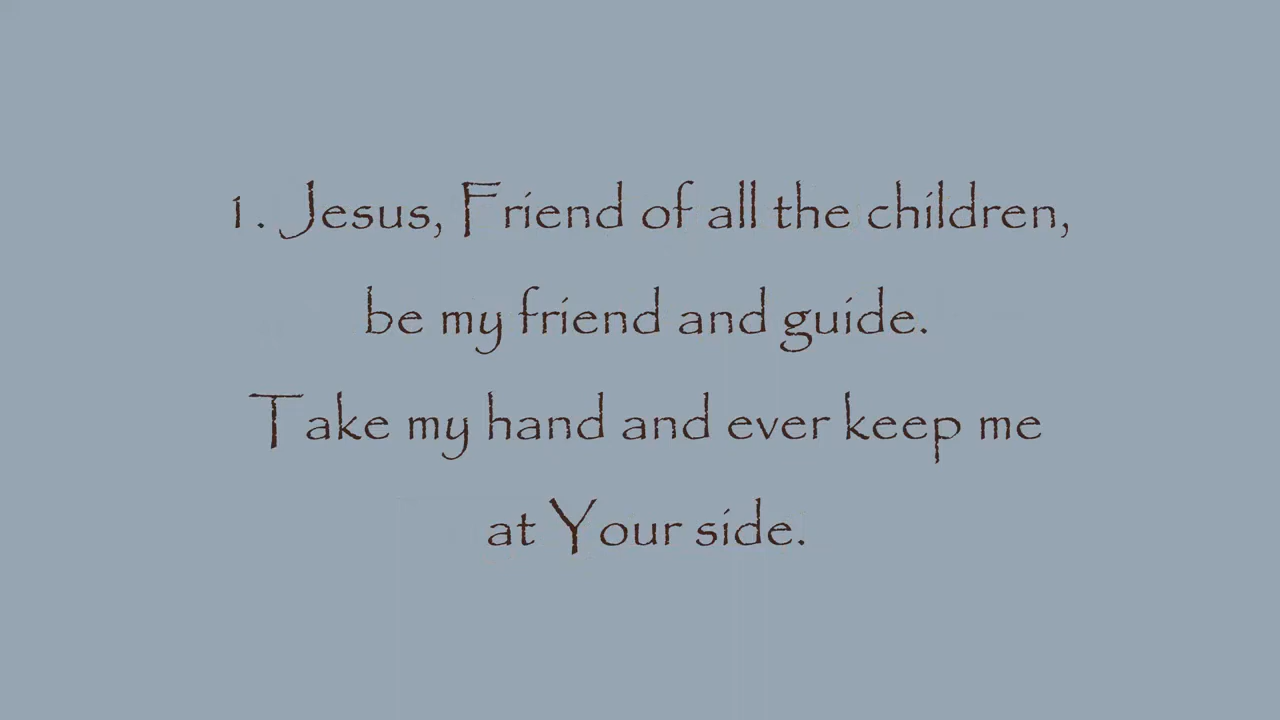 1. Jesus, Friend of all the children,
be my friend and guide.
Take my hand and ever keep me
at Your side.